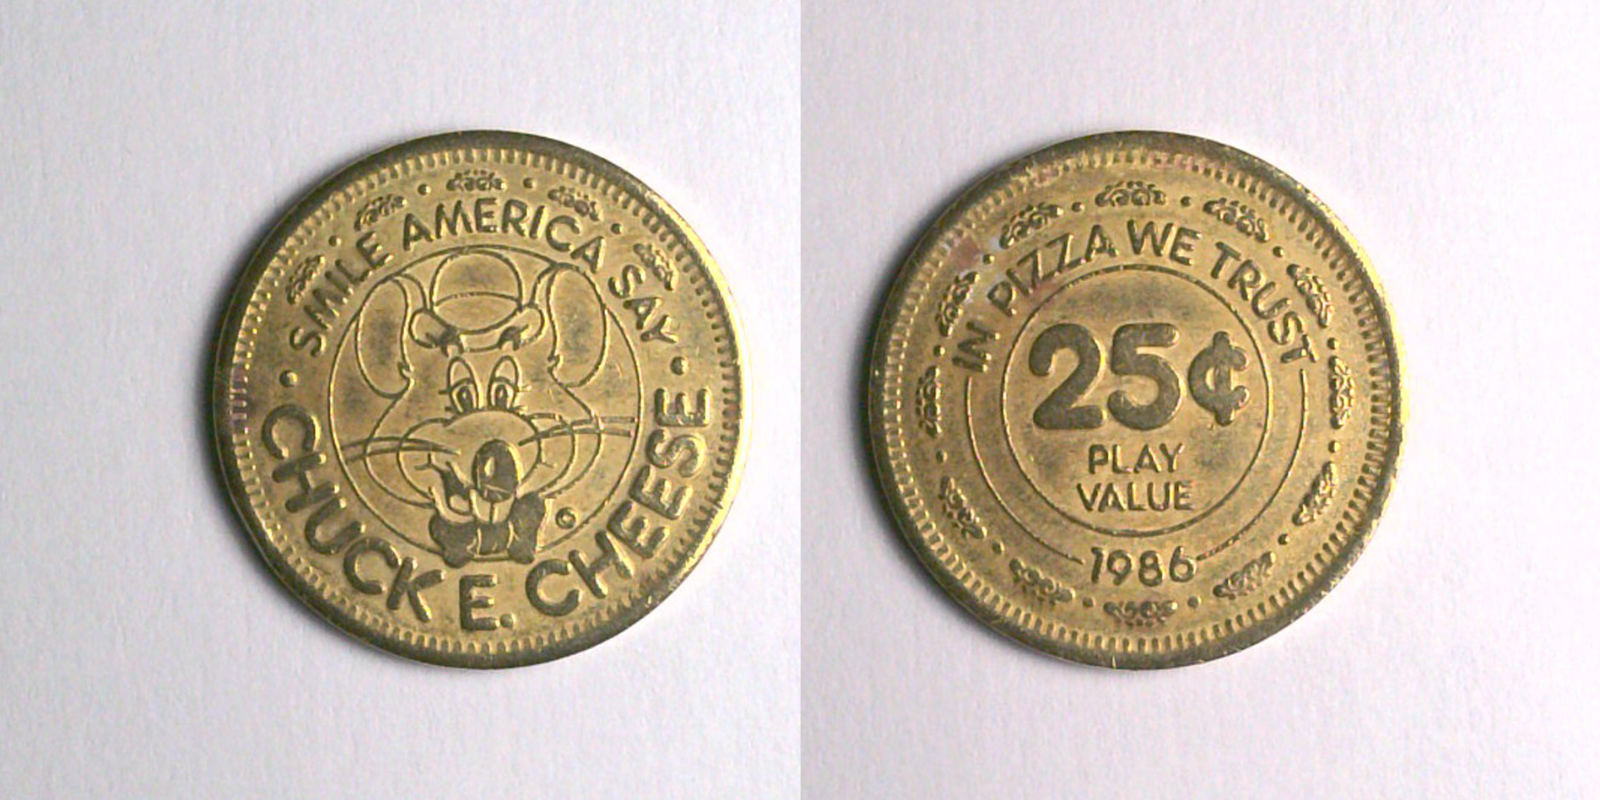 SMILE AMERICA SAY
CHUCK E. CHEESE
IN PIZZA WE TRUST
25¢
PLAY
VALUE
1986